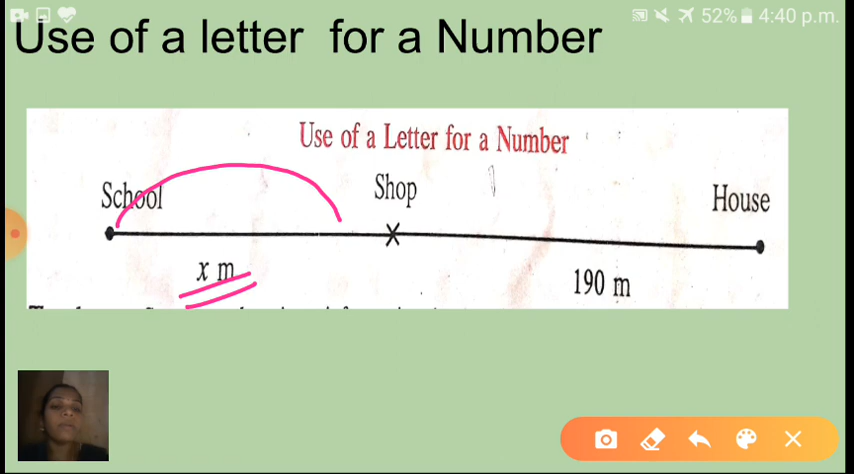 52% 4:40 p.m.
Use of a letter for a Number
Use of a Letter for a Number
School Shop House
x m 190 m